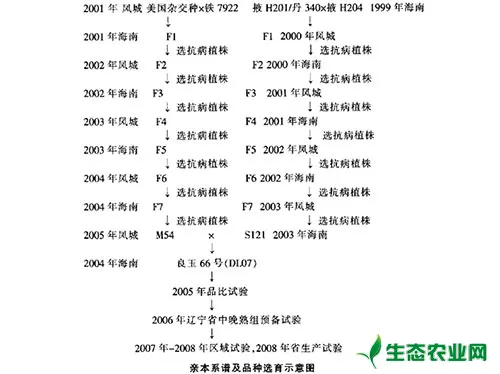 2001 年 凤城 美国杂交种×铁 7922 掖 H201/丹 340×掖 H204 1999 年海南
2001 年海南 F1 F1 2000 年凤城
↓ 选抗病植株 ↓ 选抗病植株
2002 年凤城 F2 F2 2000 年海南
↓ 选抗病植株 ↓ 选抗病植株
2002 年海南 F3 F3 2001 年凤城
↓ 选抗病植株 ↓ 选抗病植株
2003 年凤城 F4 F4 2001 年海南
↓ 选抗病植株 ↓ 选抗病植株
2003 年海南 F5 F5 2002 年凤城
↓ 选抗病植株 ↓ 选抗病植株
2004 年凤城 F6 F6 2002 年海南
↓ 选抗病植株 ↓ 选抗病植株
2004 年海南 F7 F7 2003 年凤城
↓ 选抗病植株 ↓ 选抗病植株
2005 年凤城 M54 × S121 2003 年海南
2004 年海南 良玉 66 号(DL07)
2005 年品比试验
2006 年辽宁省中晚熟组预备试验
2007 年-2008 年区域试验,2008 年省生产试验
亲本系谱及品种选育示意图
生态农业网